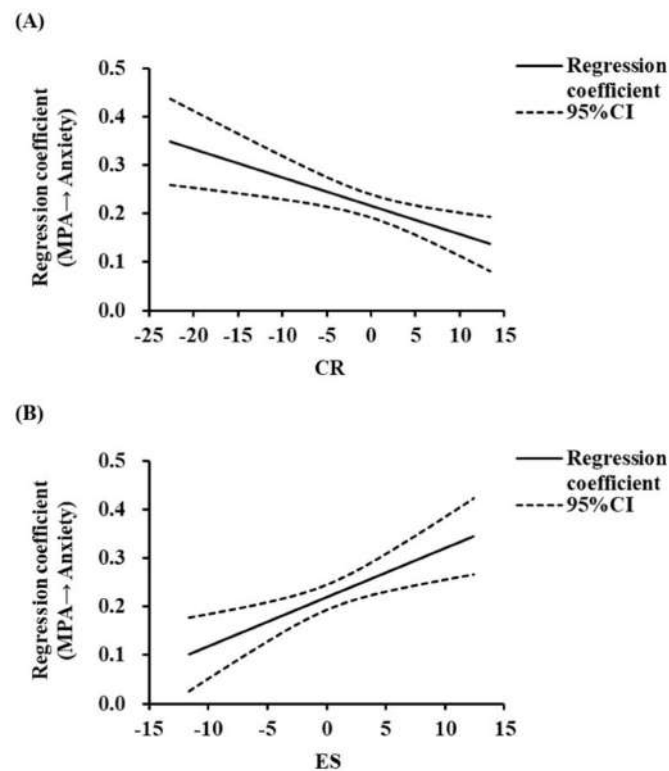 (A)
Regression coefficient
(MPA→ Anxiety)
0.5
0.4
0.3
0.2
0.1
0.0
-25 -20 -15 -10 -5 0 5 10 15
CR
Regression
coefficient
95%CI
(B)
Regression coefficient
(MPA→ Anxiety)
0.5
0.4
0.3
0.2
0.1
0.0
-15 -10 -5 0 5 10 15
ES
Regression
coefficient
95%CI